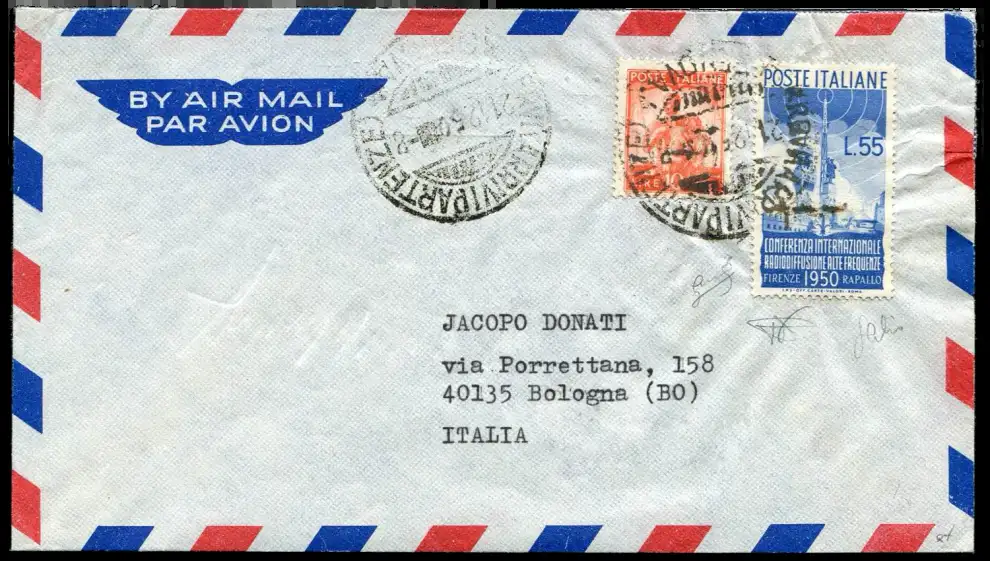 BY AIR MAIL
PAR AVION
POSTE ITALIANE
POSTE ITALIANE
L.55
CONFERENZA INTERNAZIONALE
RADIODIFFUSIONE ALTE FREQUENZE
FIRENZE 1950 RAPALLO
JACOPO DONATI
via Porrettana, 158
40135 Bologna (BO)
ITALIA